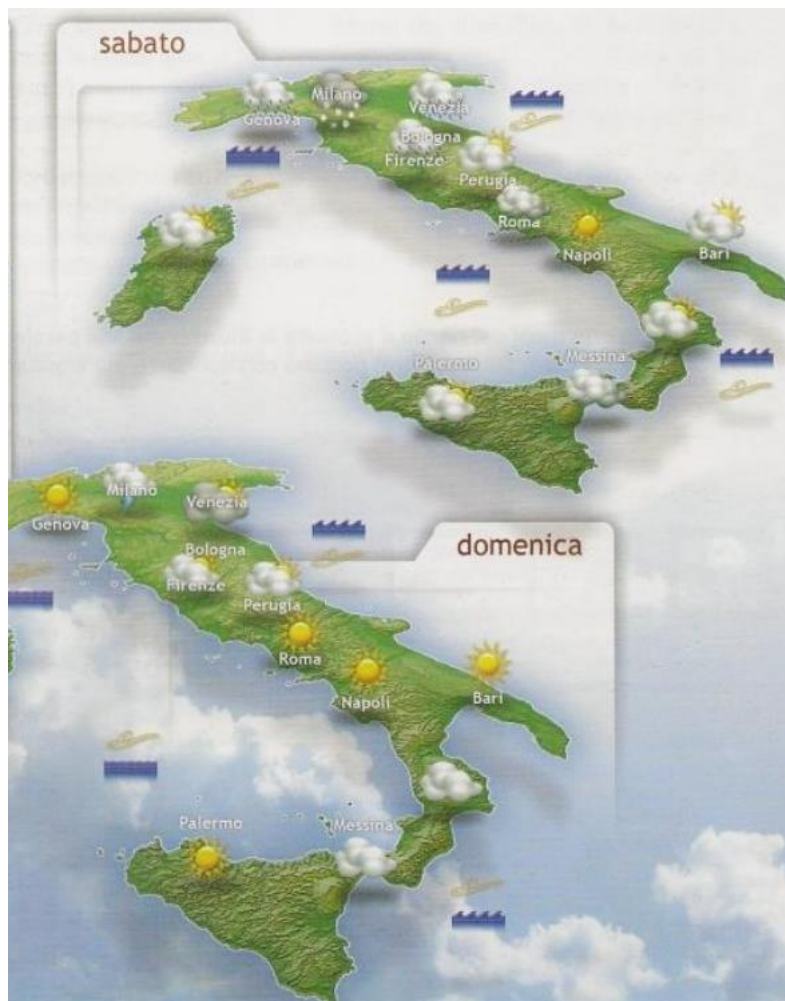 sabato
Milano
Genova
Venezia
Bologna
Firenze
Perugia
Roma
Napoli
Bari
Palermo
Messina
domenica
Milano
Genova
Venezia
Bologna
Firenze
Perugia
Roma
Napoli
Bari
Palermo
Messina